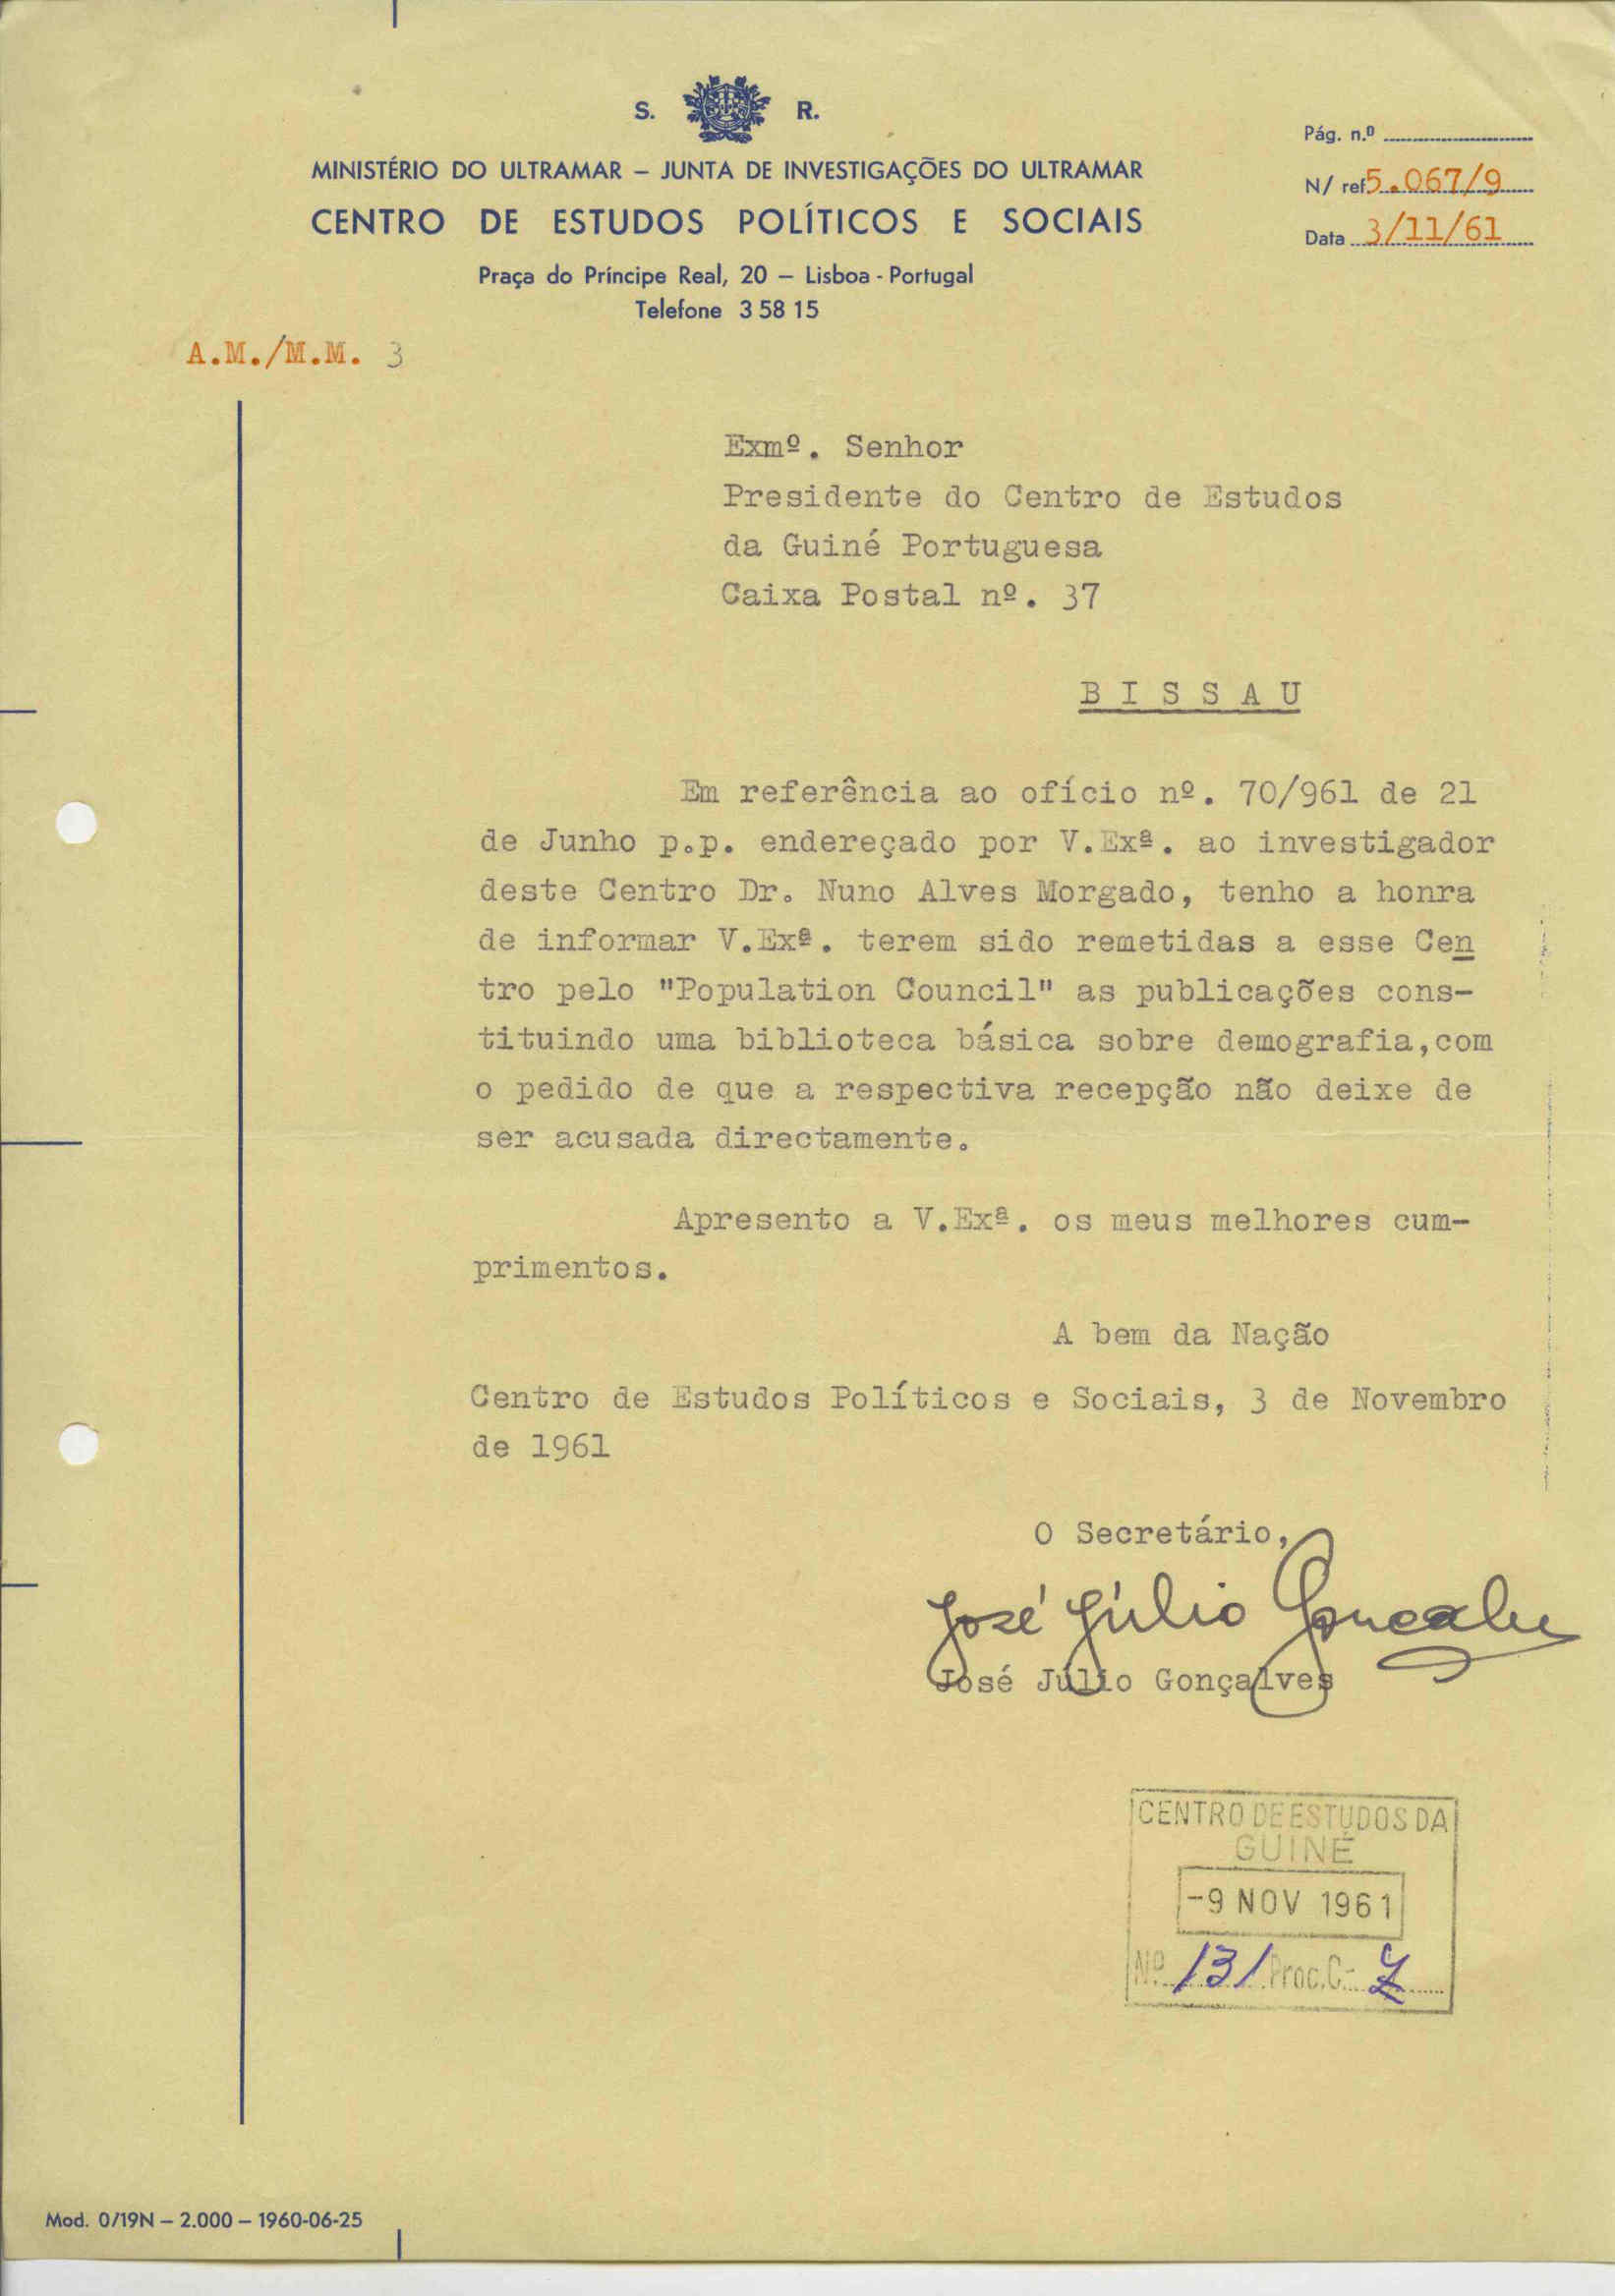 S. R.
MINISTÉRIO DO ULTRAMAR – JUNTA DE INVESTIGAÇÕES DO ULTRAMAR
CENTRO DE ESTUDOS POLÍTICOS E SOCIAIS
Praça do Príncipe Real, 20 – Lisboa - Portugal
Telefone 3 58 15
Pág. n.º
N/ ref 5.067/9
Data 3/11/61
A.M./M.M. 3
Exmº. Senhor
Presidente do Centro de Estudos
da Guiné Portuguesa
Caixa Postal nº. 37
B I S S A U
Em referência ao ofício nº. 70/961 de 21
de Junho p.p. endereçado por V.Exª. ao investigador
deste Centro Dr. Nuno Alves Morgado, tenho a honra
de informar V.Exª. terem sido remetidas a esse Cen
tro pelo "Population Council" as publicações cons-
tituindo uma biblioteca básica sobre demografia,com
o pedido de que a respectiva recepção não deixe de
ser acusada directamente.
Apresento a V.Exª. os meus melhores cum-
primentos.
A bem da Nação
Centro de Estudos Políticos e Sociais, 3 de Novembro
de 1961
O Secretário,
José Júlio Gonçalves
José Júlio Gonçalves
CENTRO DE ESTUDOS DA
GUINÉ
-9 NOV 1961
Nº 131 Proc.C.- 7
Mod. 0/19N – 2.000 – 1960-06-25